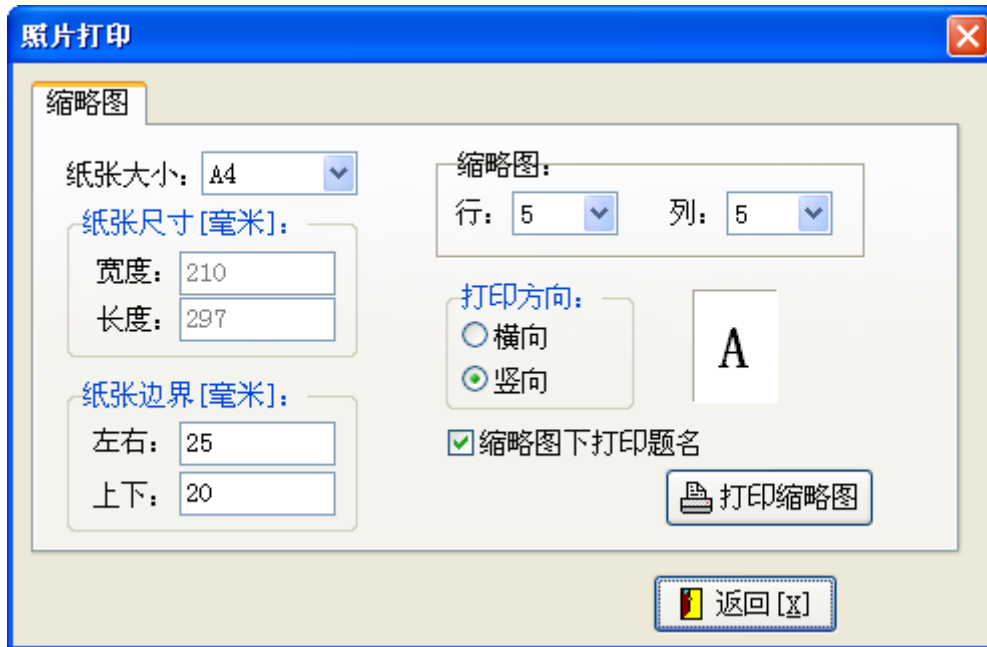 照片打印
缩略图
纸张大小: A4
纸张尺寸[毫米]:
宽度: 210
长度: 297
纸张边界[毫米]:
左右: 25
上下: 20
缩略图:
行: 5 列: 5
打印方向:
横向
竖向
A
缩略图下打印题名
打印缩略图
返回[X]